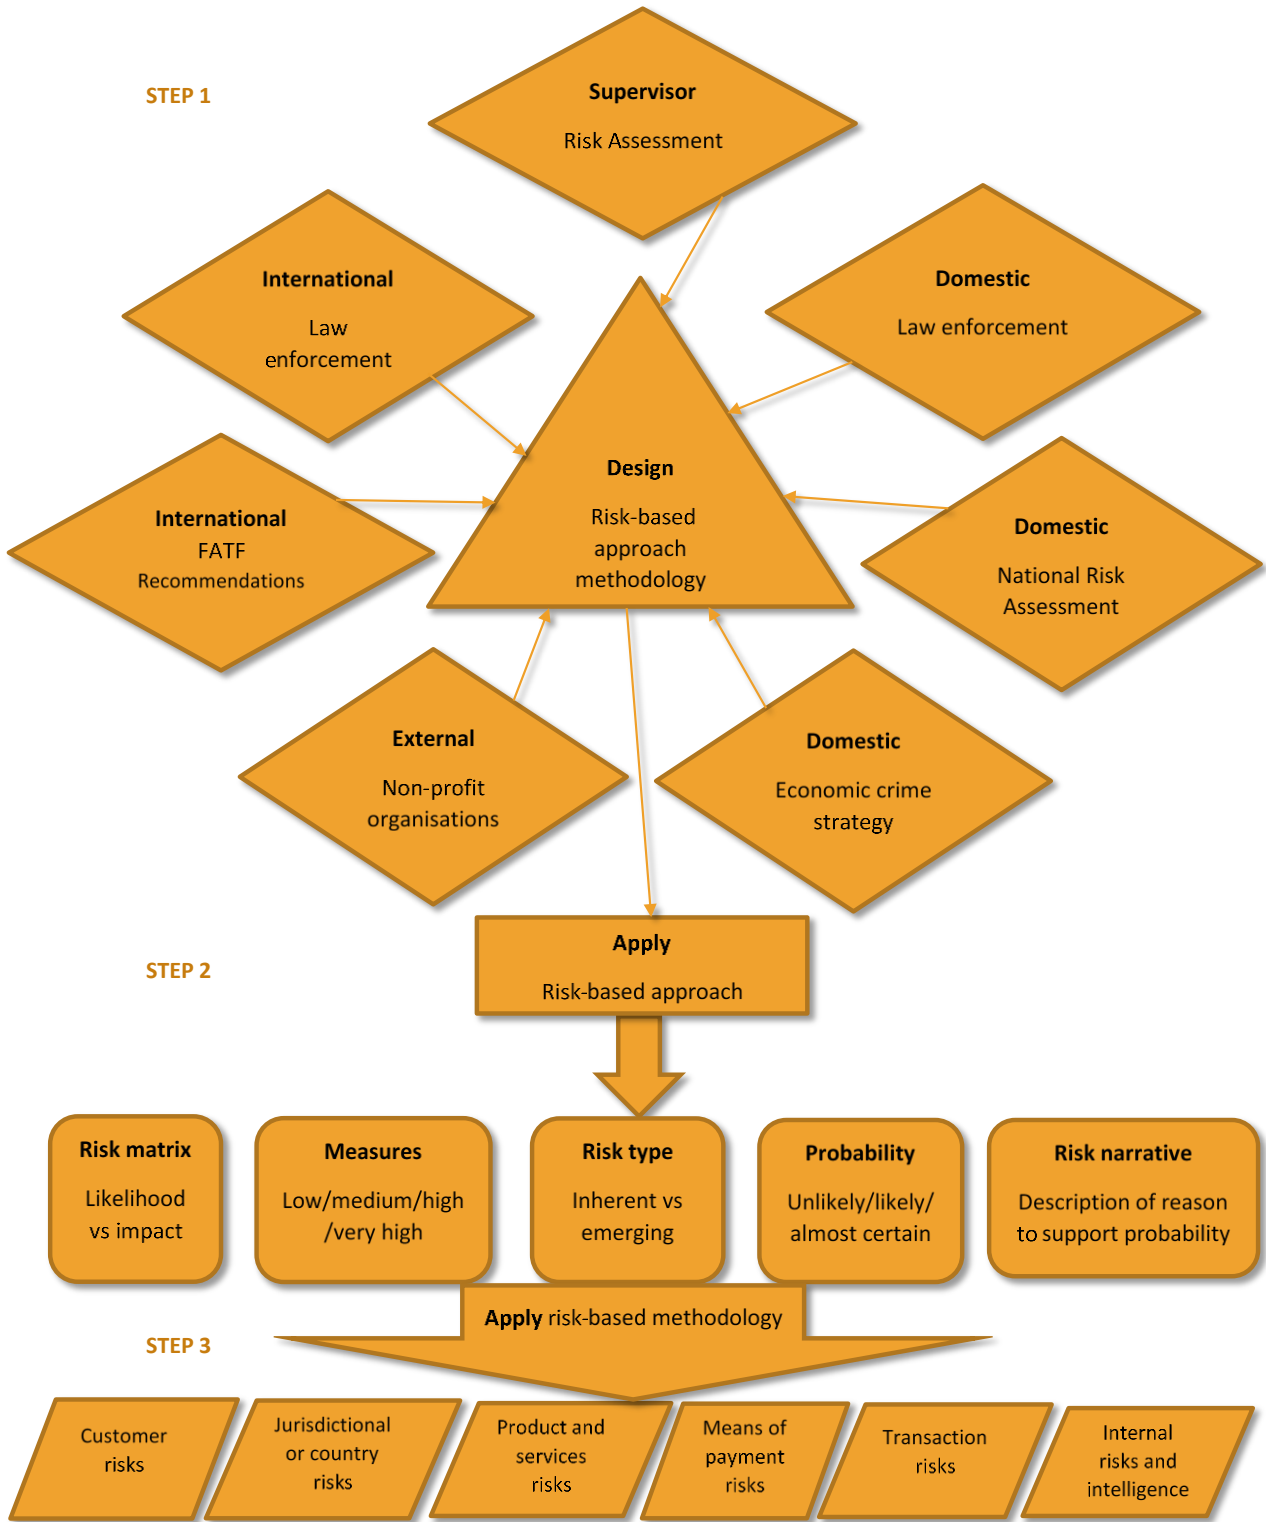 STEP 1
Supervisor
Risk Assessment
International
Law
enforcement
Domestic
Law enforcement
International
FATF
Recommendations
Design
Risk-based
approach
methodology
Domestic
National Risk
Assessment
External
Non-profit
organisations
Domestic
Economic crime
strategy
STEP 2
Apply
Risk-based approach
Risk matrix
Likelihood
vs impact
Measures
Low/medium/high
/very high
Risk type
Inherent vs
emerging
Probability
Unlikely/likely/
almost certain
Risk narrative
Description of reason
to support probability
Apply risk-based methodology
STEP 3
Customer
risks
Jurisdictional
or country
risks
Product and
services
risks
Means of
payment
risks
Transaction
risks
Internal
risks and
intelligence